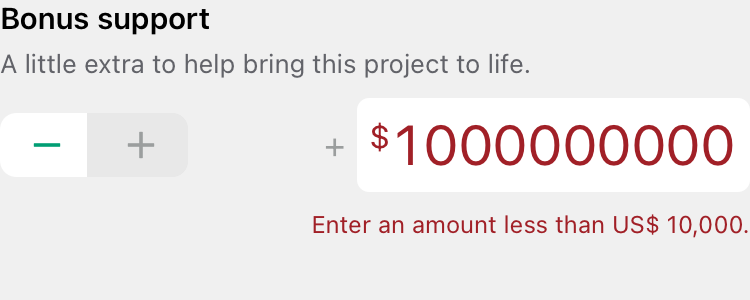 Bonus support
A little extra to help bring this project to life.
− + + $1000000000
Enter an amount less than US$ 10,000.